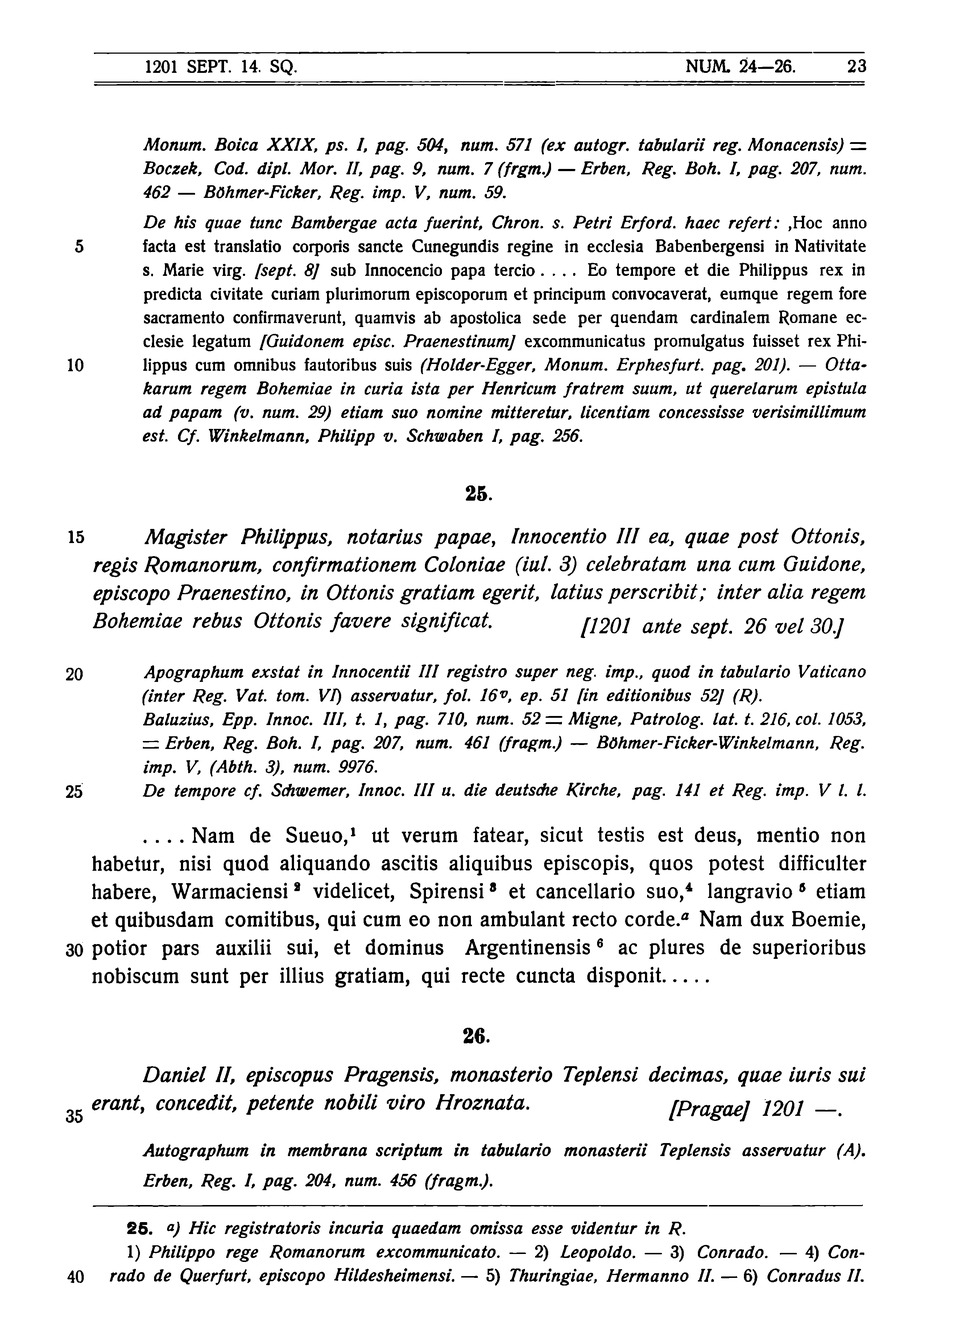 1201 SEPT. 14. SQ. NUM. 24—26. 23
Monum. Boica XXIX, ps. I, pag. 504, num. 571 (ex autogr. tabularii reg. Monacensis) =
Boczek, Cod. dipl. Mor. II, pag. 9, num. 7 (frgm.) — Erben, Reg. Boh. I, pag. 207, num.
462 — Böhmer-Ficker, Reg. imp. V, num. 59.
De his quae tunc Bambergae acta fuerint, Chron. s. Petri Erford. haec refert: ‚Hoc anno
5 facta est translatio corporis sancte Cunegundis regine in ecclesia Babenbergensi in Nativitate
s. Marie virg. [sept. 8] sub Innocencio papa tercio . . . . Eo tempore et die Philippus rex in
predicta civitate curiam plurimorum episcoporum et principum convocaverat, eumque regem fore
sacramento confirmaverunt, quamvis ab apostolica sede per quendam cardinalem Romane ec-
clesie legatum [Guidonem episc. Praenestinum] excommunicatus promulgatus fuisset rex Phi-
10 lippus cum omnibus fautoribus suis (Holder-Egger, Monum. Erphesfurt. pag. 201). — Otta-
karum regem Bohemiae in curia ista per Henricum fratrem suum, ut querelarum epistula
ad papam (v. num. 29) etiam suo nomine mitteretur, licentiam concessisse verisimillimum
est. Cf. Winkelmann, Philipp v. Schwaben I, pag. 256.
25.
15 Magister Philippus, notarius papae, Innocentio III ea, quae post Ottonis,
regis Romanorum, confirmationem Coloniae (iul. 3) celebratam una cum Guidone,
episcopo Praenestino, in Ottonis gratiam egerit, latius perscribit; inter alia regem
Bohemiae rebus Ottonis favere significat. [1201 ante sept. 26 vel 30.]
20 Apographum exstat in Innocentii III registro super neg. imp., quod in tabulario Vaticano
(inter Reg. Vat. tom. VI) asservatur, fol. 16v, ep. 51 [in editionibus 52] (R).
Baluzius, Epp. Innoc. III, t. 1, pag. 710, num. 52 = Migne, Patrolog. lat. t. 216, col. 1053,
= Erben, Reg. Boh. I, pag. 207, num. 461 (fragm.) — Böhmer-Ficker-Winkelmann, Reg.
imp. V, (Abth. 3), num. 9976.
25 De tempore cf. Schwemer, Innoc. III u. die deutsche Kirche, pag. 141 et Reg. imp. V l. l.
. . . . Nam de Sueuo,¹ ut verum fatear, sicut testis est deus, mentio non
habetur, nisi quod aliquando ascitis aliquibus episcopis, quos potest difficulter
habere, Warmaciensi² videlicet, Spirensi³ et cancellario suo,⁴ langravio⁵ etiam
et quibusdam comitibus, qui cum eo non ambulant recto corde.ᵃ Nam dux Boemie,
30 potior pars auxilii sui, et dominus Argentinensis⁶ ac plures de superioribus
nobiscum sunt per illius gratiam, qui recte cuncta disponit. . . . .
26.
Daniel II, episcopus Pragensis, monasterio Teplensi decimas, quae iuris sui
35 erant, concedit, petente nobili viro Hroznata. [Pragae] 1201 —.
Autographum in membrana scriptum in tabulario monasterii Teplensis asservatur (A).
Erben, Reg. I, pag. 204, num. 456 (fragm.).
25. a) Hic registratoris incuria quaedam omissa esse videntur in R.
1) Philippo rege Romanorum excommunicato. — 2) Leopoldo. — 3) Conrado. — 4) Con-
40 rado de Querfurt, episcopo Hildesheimensi. — 5) Thuringiae, Hermanno II. — 6) Conradus II.